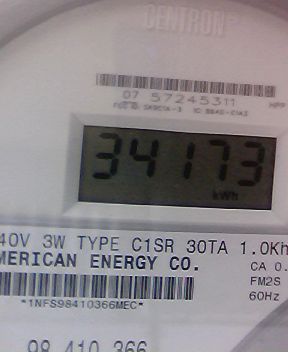 CENTRON®
07 57245311 HPP
34173
kWh
40V 3W TYPE C1SR 30TA 1.0Kh
MERICAN ENERGY CO.
CA 0.
FM2S
60Hz
*1NFS98410366MEC*
98 410 366